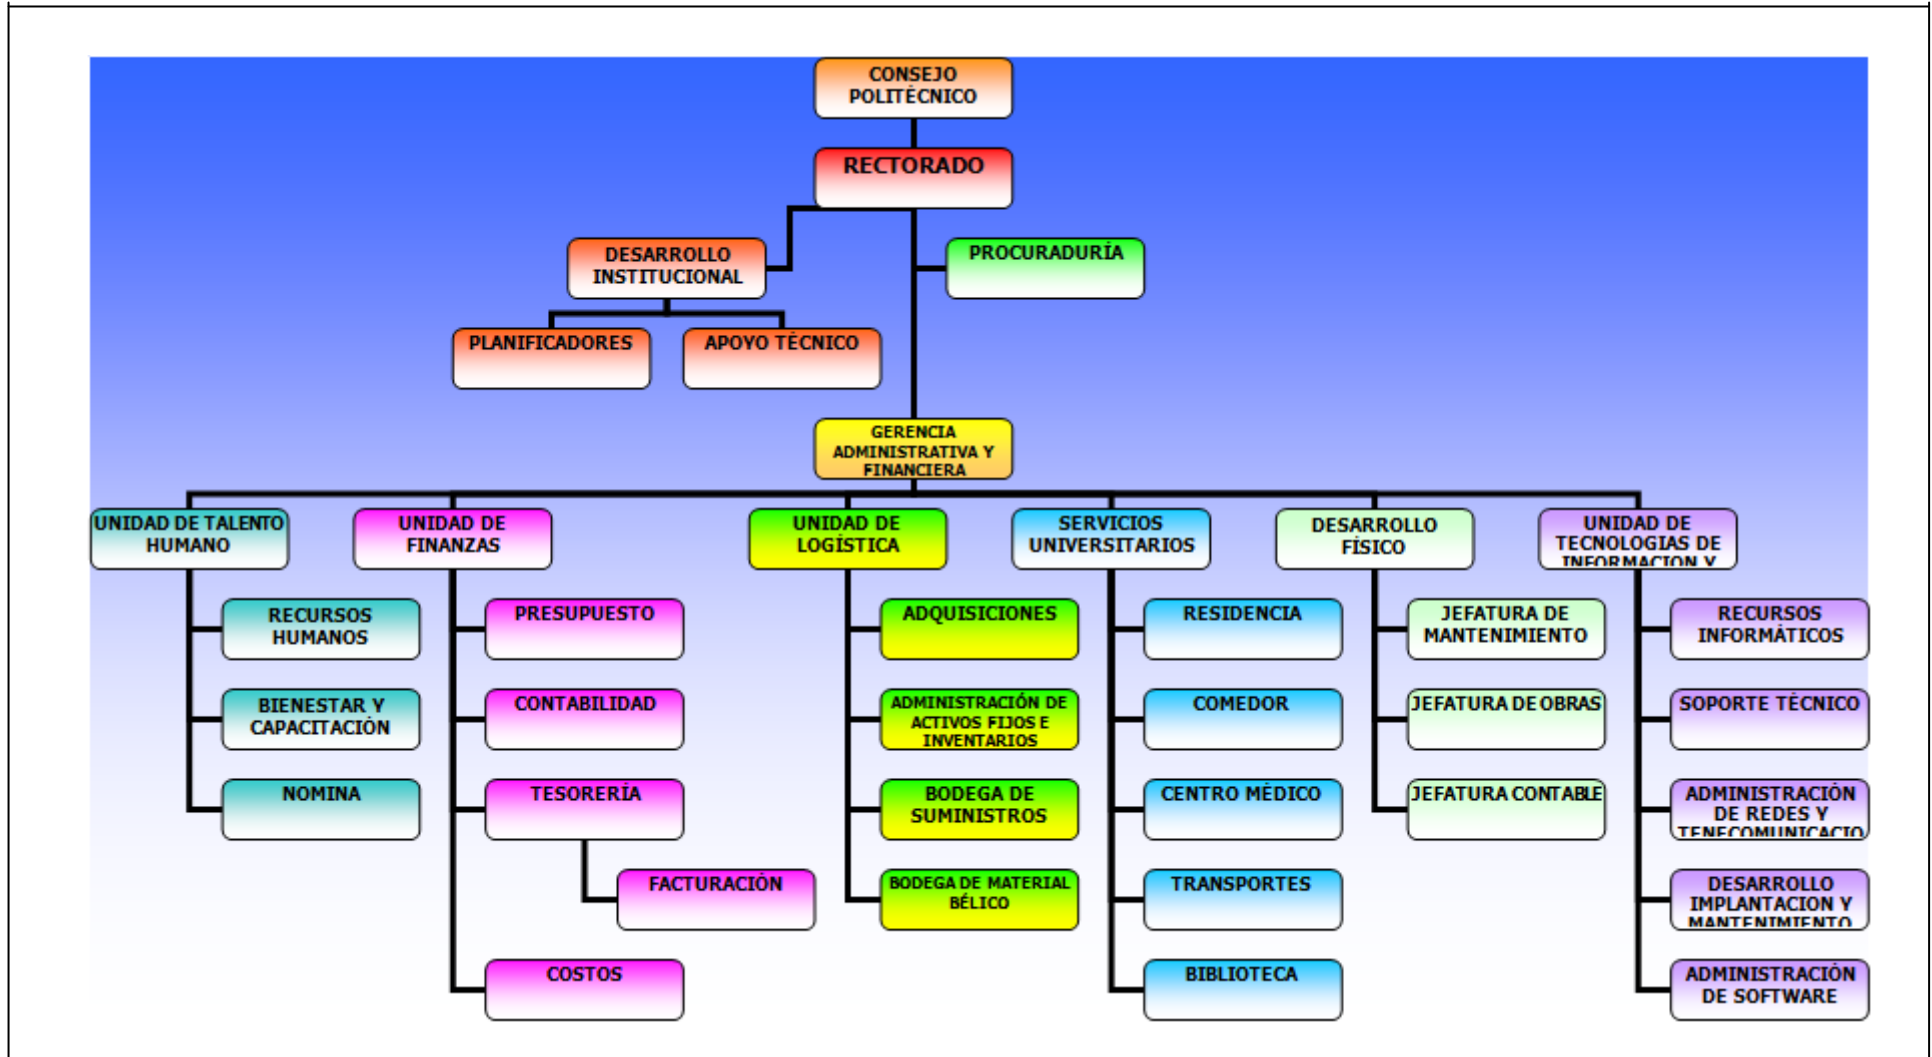 CONSEJO
POLITÉCNICO
RECTORADO
DESARROLLO
INSTITUCIONAL
PROCURADURÍA
PLANIFICADORES
APOYO TÉCNICO
GERENCIA
ADMINISTRATIVA Y
FINANCIERA
UNIDAD DE TALENTO
HUMANO
UNIDAD DE
FINANZAS
UNIDAD DE
LOGÍSTICA
SERVICIOS
UNIVERSITARIOS
DESARROLLO
FÍSICO
UNIDAD DE
TECNOLOGIAS DE
INFORMACION Y
RECURSOS
HUMANOS
PRESUPUESTO
ADQUISICIONES
RESIDENCIA
JEFATURA DE
MANTENIMIENTO
RECURSOS
INFORMÁTICOS
BIENESTAR Y
CAPACITACIÓN
CONTABILIDAD
ADMINISTRACIÓN DE
ACTIVOS FIJOS E
INVENTARIOS
COMEDOR
JEFATURA DE OBRAS
SOPORTE TÉCNICO
NOMINA
TESORERÍA
BODEGA DE
SUMINISTROS
CENTRO MÉDICO
JEFATURA CONTABLE
ADMINISTRACIÓN
DE REDES Y
TENECOMUNICACIO
FACTURACIÓN
BODEGA DE MATERIAL
BÉLICO
TRANSPORTES
DESARROLLO
IMPLANTACION Y
MANTENIMIENTO
COSTOS
BIBLIOTECA
ADMINISTRACIÓN
DE SOFTWARE